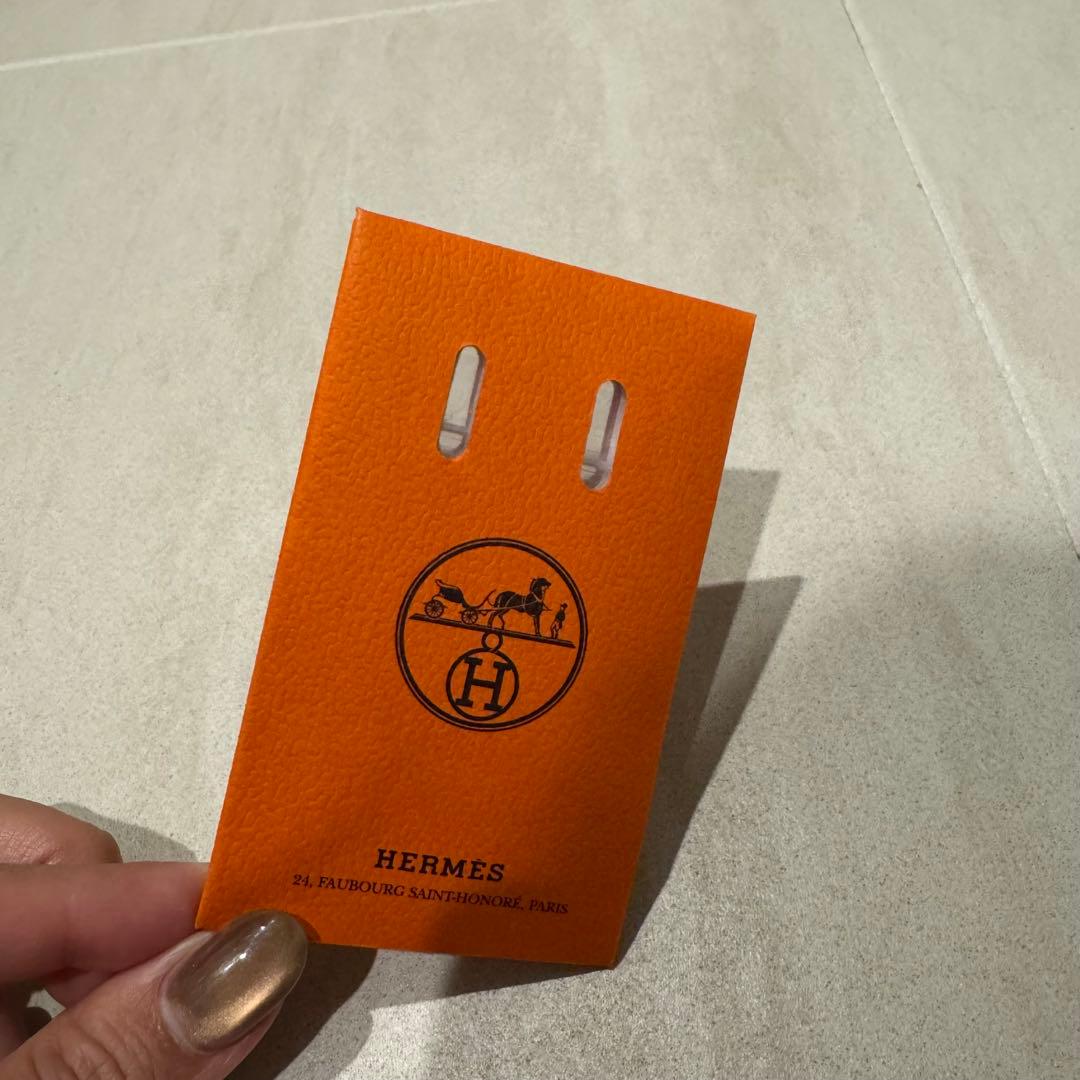 H
HERMÈS
24, FAUBOURG SAINT-HONORÉ, PARIS